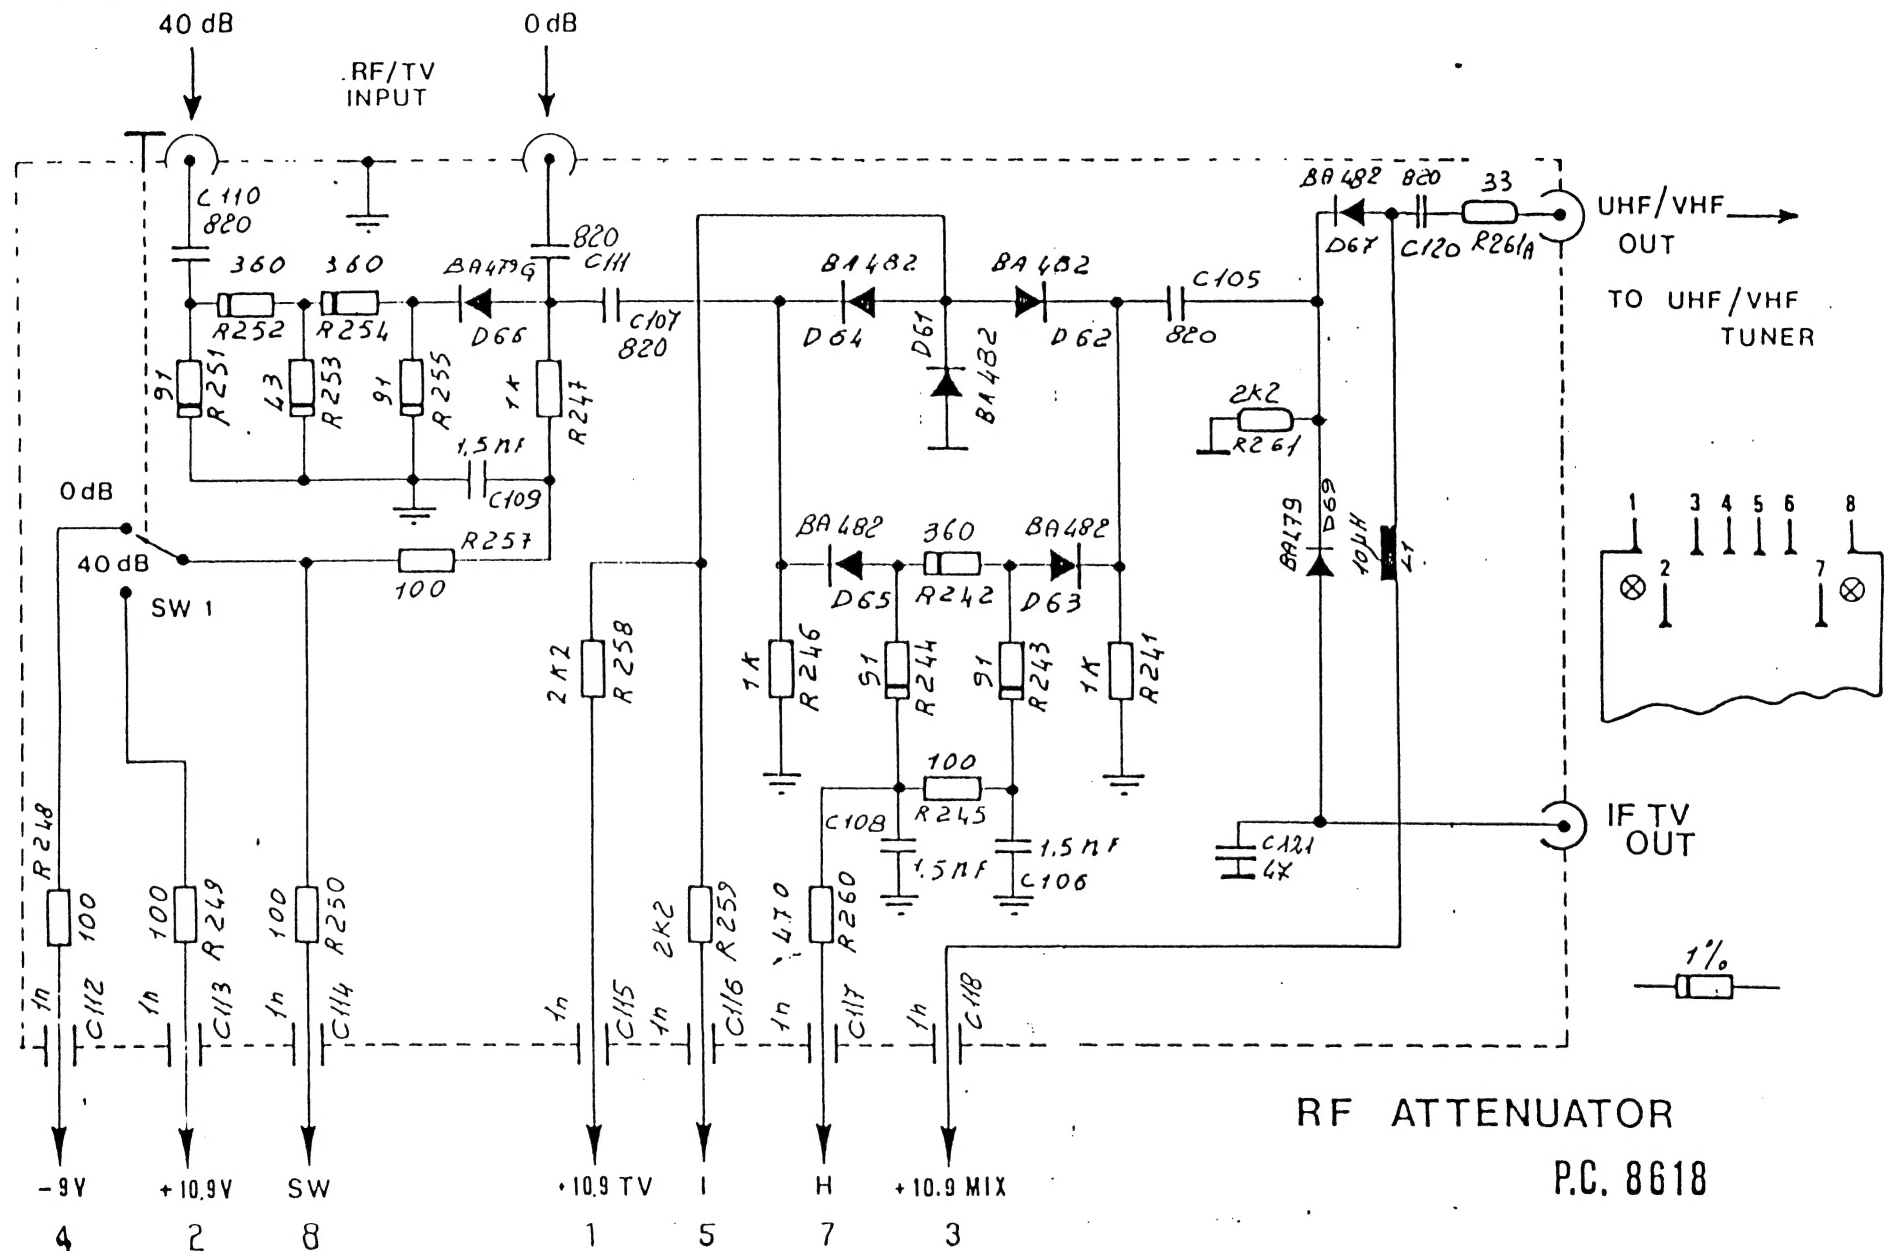 40 dB
0 dB
RF/TV
INPUT
C110
820
820
C111
360
360
BA479G
R252
R254
D66
C107
820
91
R251
43
R253
91
R255
1K
R247
1,5 nF
C109
0dB
40 dB
SW 1
R257
100
BA482
BA482
D64
D62
D61
BA482
C105
820
BA482
820
33
D67
C120
R261A
UHF/VHF
OUT
TO UHF/VHF
TUNER
2K2
R261
BA479
D69
10µH
L1
BA482
360
BA482
D65
R242
D63
2K2
R258
1K
R246
91
R244
91
R243
1K
R241
100
R245
C108
1.5nF
1.5nF
C106
C121
47
IF TV
OUT
1
3
4
5
6
8
2
7
R248
100
100
R249
100
R250
2K2
R259
470
R260
1%
1n
C112
1n
C113
1n
C114
1n
C115
1n
C116
1n
C117
1n
C118
RF ATTENUATOR
P.C. 8618
-9V
+10.9V
SW
+10.9 TV
I
H
+10.9 MIX
4
2
8
1
5
7
3